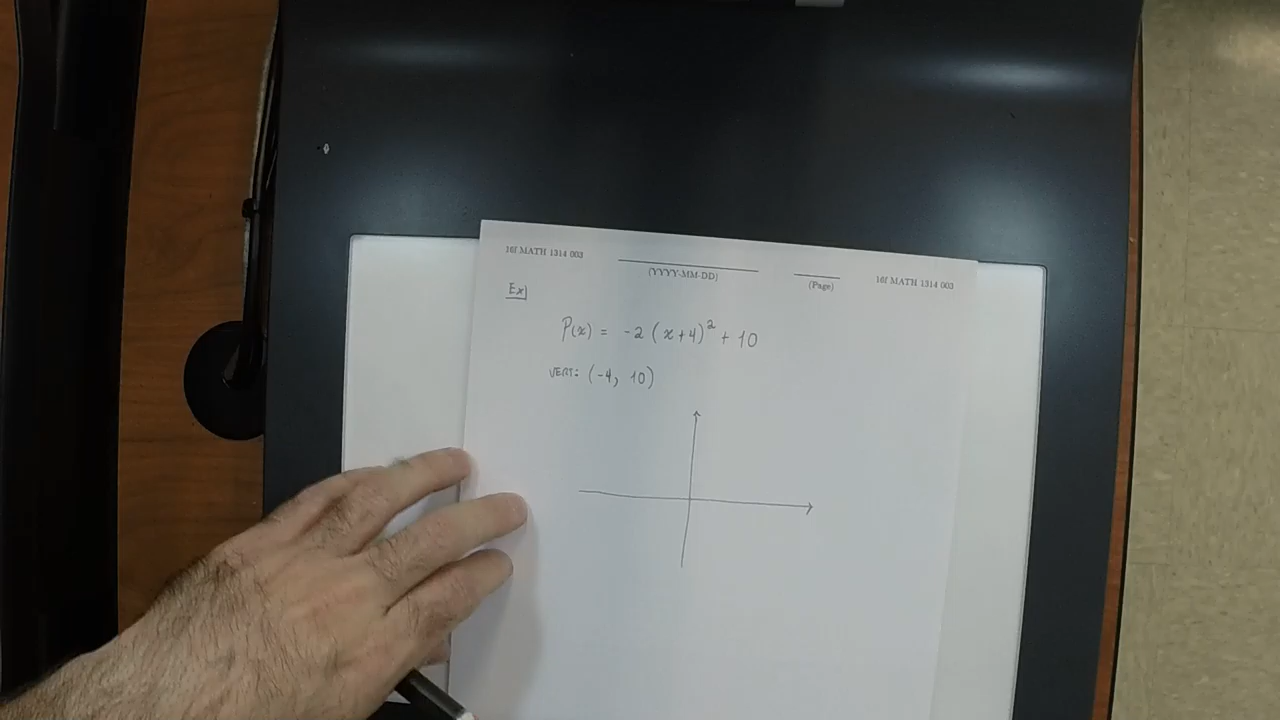 16f MATH 1314 003
(YYYY-MM-DD)
(Page)
16f MATH 1314 003
Ex
P(x) = -2 (x+4)² + 10
VERT: (-4, 10)